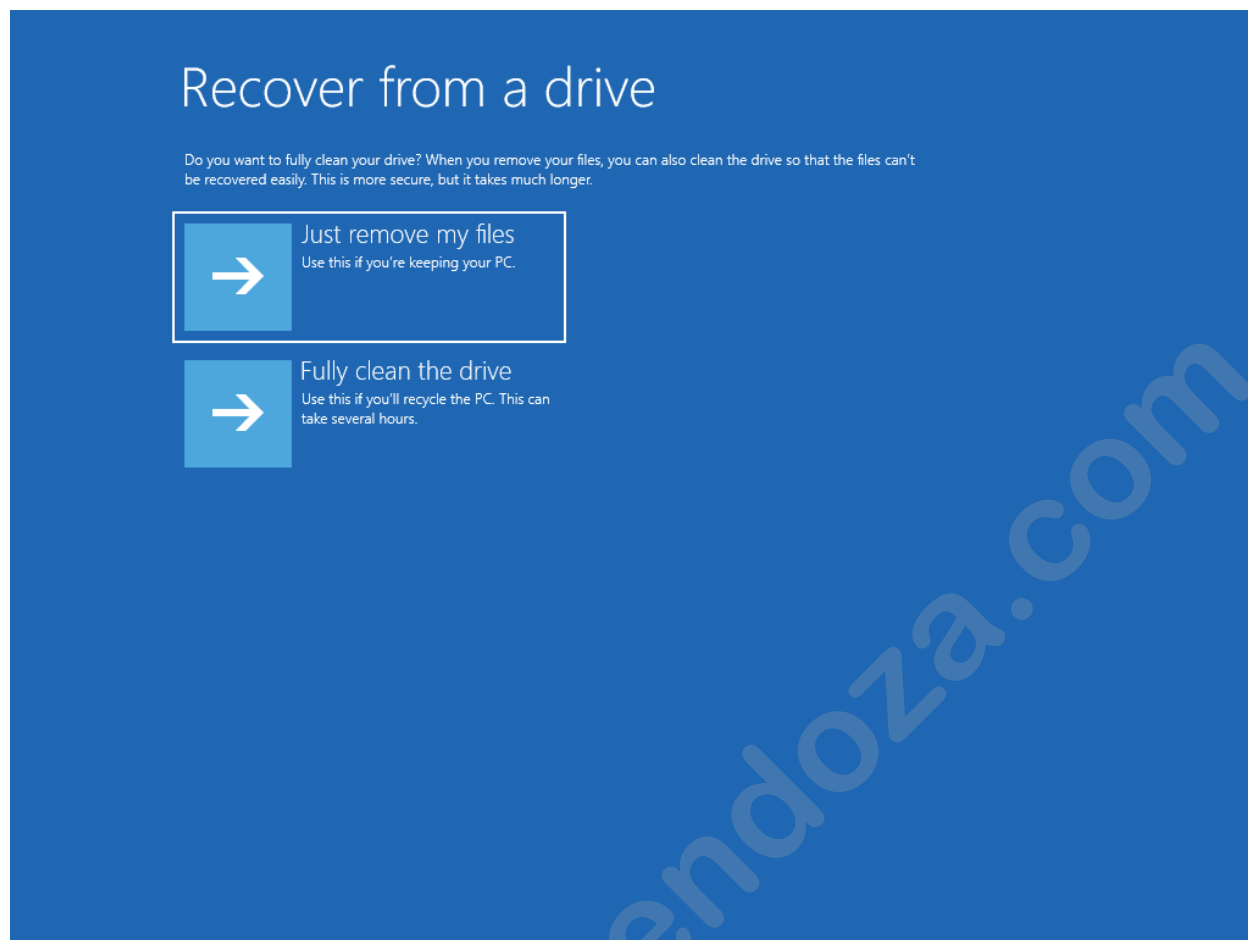 Recover from a drive
Do you want to fully clean your drive? When you remove your files, you can also clean the drive so that the files can't
be recovered easily. This is more secure, but it takes much longer.
Just remove my files
Use this if you're keeping your PC.
Fully clean the drive
Use this if you'll recycle the PC. This can
take several hours.
endoza.com